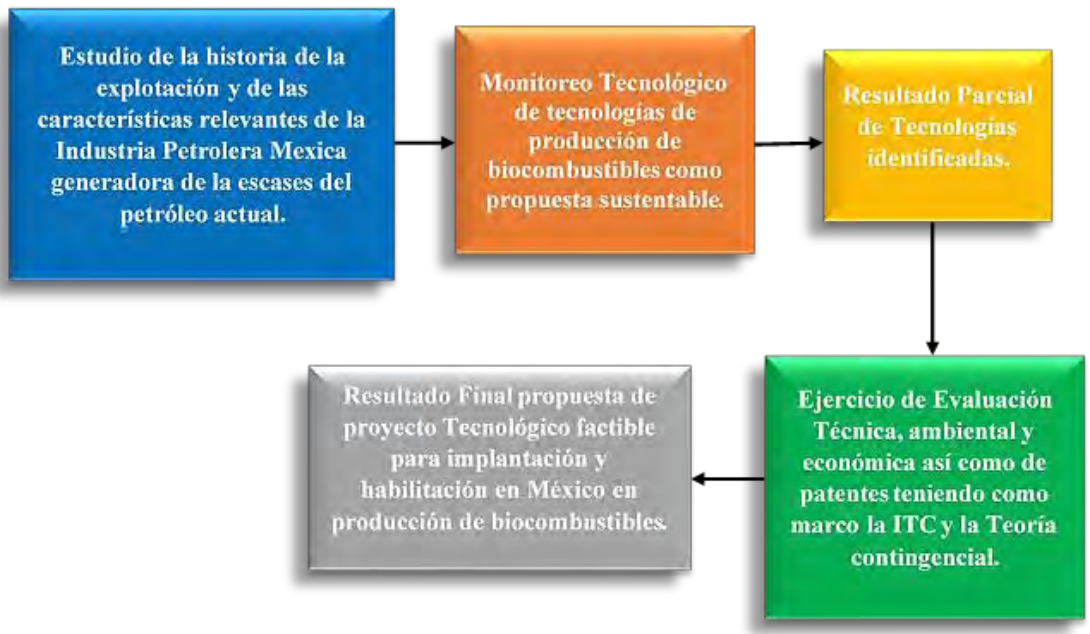 Estudio de la historia de la
explotación y de las
características relevantes de la
Industria Petrolera Mexica
generadora de la escases del
petróleo actual.
Monitoreo Tecnológico
de tecnologías de
producción de
biocombustibles como
propuesta sustentable.
Resultado Parcial
de Tecnologías
identificadas.
Ejercicio de Evaluación
Técnica, ambiental y
económica así como de
patentes teniendo como
marco la ITC y la Teoría
contingencial.
Resultado Final propuesta de
proyecto Tecnológico factible
para implantación y
habilitación en México en
producción de biocombustibles.